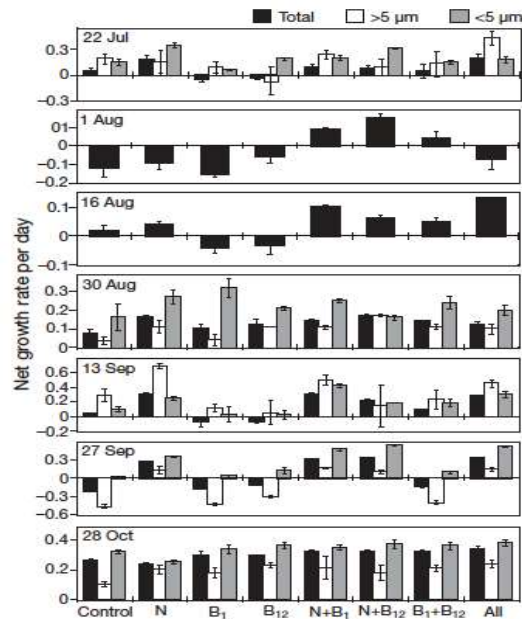 Total >5 µm <5 µm
22 Jul
0.3
0
−0.3
1 Aug
01
0
−0.1
−0.2
16 Aug
0.1
0
−0.1
30 Aug
0.3
0.2
0.1
0
13 Sep
0.6
0.4
0.2
0
−0.2
27 Sep
0.3
0
−0.3
−0.6
28 Oct
0.4
0.2
0
Net growth rate per day
Control N B1 B12 N+B1 N+B12 B1+B12 All